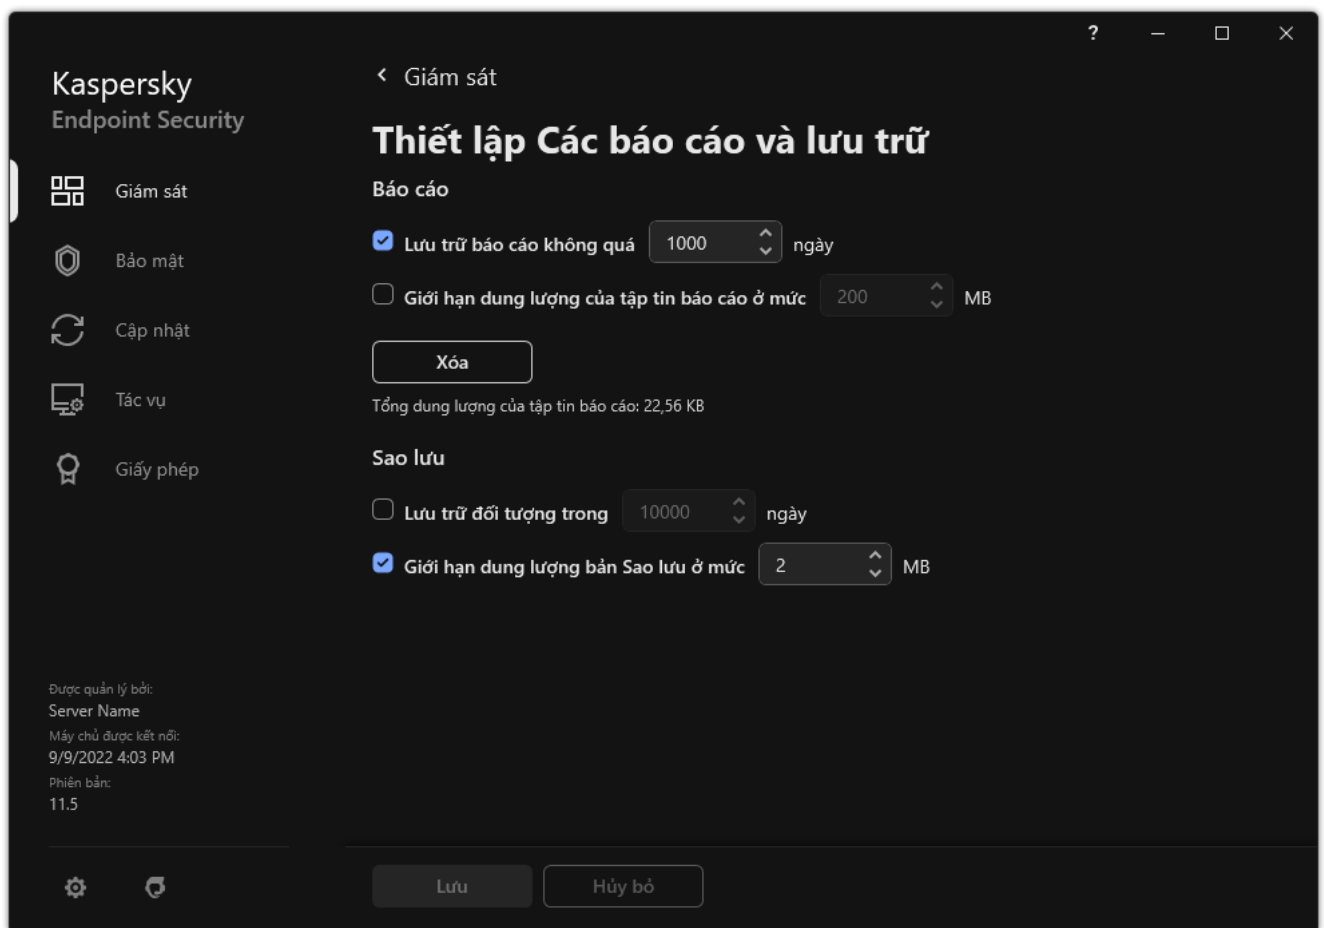 ?
Kaspersky
Endpoint Security
Giám sát
Bảo mật
Cập nhật
Tác vụ
Giấy phép
Được quản lý bởi:
Server Name
Máy chủ được kết nối:
9/9/2022 4:03 PM
Phiên bản:
11.5
Giám sát
Thiết lập Các báo cáo và lưu trữ
Báo cáo
Lưu trữ báo cáo không quá 1000 ngày
Giới hạn dung lượng của tập tin báo cáo ở mức 200 MB
Xóa
Tổng dung lượng của tập tin báo cáo: 22,56 KB
Sao lưu
Lưu trữ đối tượng trong 10000 ngày
Giới hạn dung lượng bản Sao lưu ở mức 2 MB
Lưu Hủy bỏ